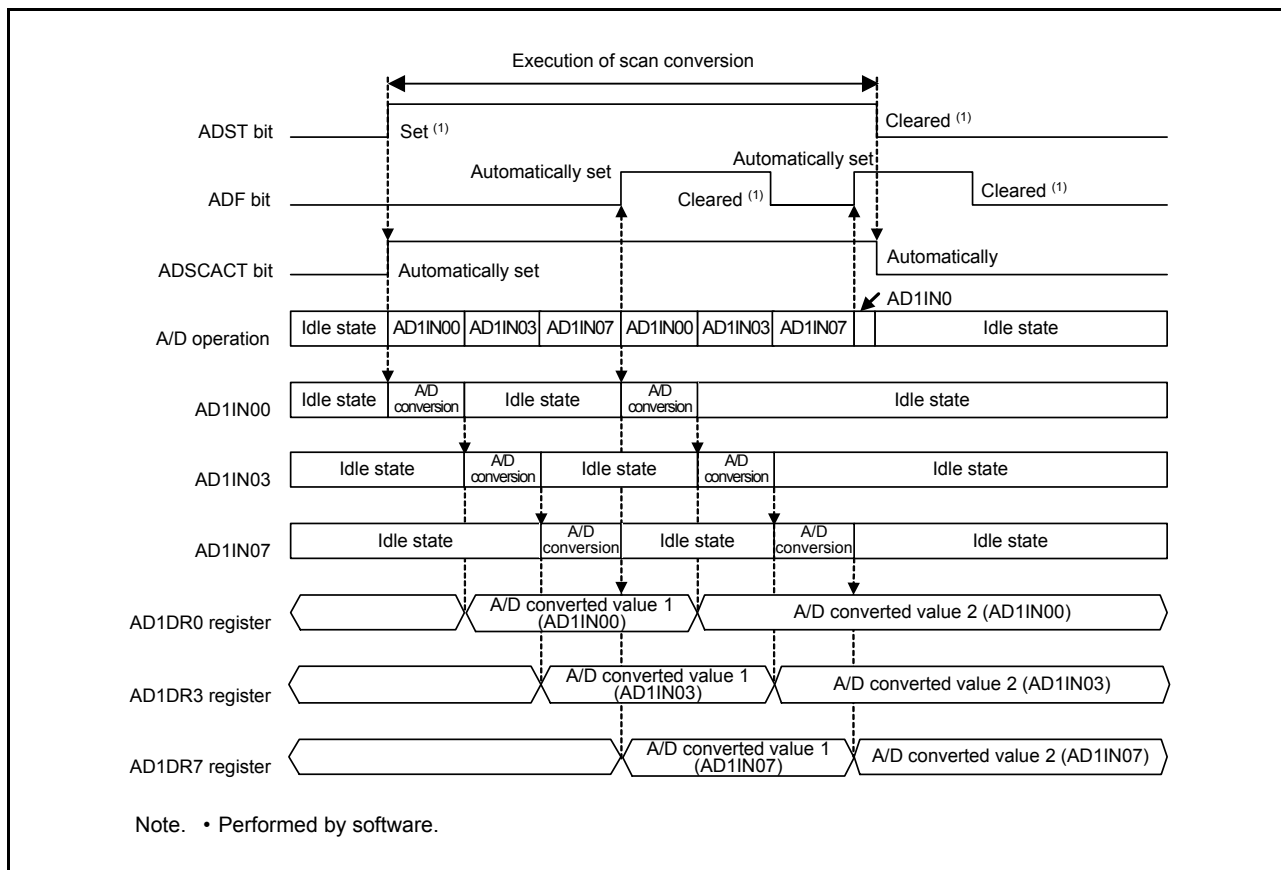 Execution of scan conversion
ADST bit
Set (1)
Cleared (1)
Automatically set
Automatically set
ADF bit
Cleared (1)
Cleared (1)
ADSCACT bit
Automatically set
Automatically
AD1IN0
A/D operation
Idle state
AD1IN00
AD1IN03
AD1IN07
AD1IN00
AD1IN03
AD1IN07
Idle state
AD1IN00
Idle state
A/D
conversion
Idle state
A/D
conversion
Idle state
AD1IN03
Idle state
A/D
conversion
Idle state
A/D
conversion
Idle state
AD1IN07
Idle state
A/D
conversion
Idle state
A/D
conversion
Idle state
AD1DR0 register
A/D converted value 1
(AD1IN00)
A/D converted value 2 (AD1IN00)
AD1DR3 register
A/D converted value 1
(AD1IN03)
A/D converted value 2 (AD1IN03)
AD1DR7 register
A/D converted value 1
(AD1IN07)
A/D converted value 2 (AD1IN07)
Note. • Performed by software.